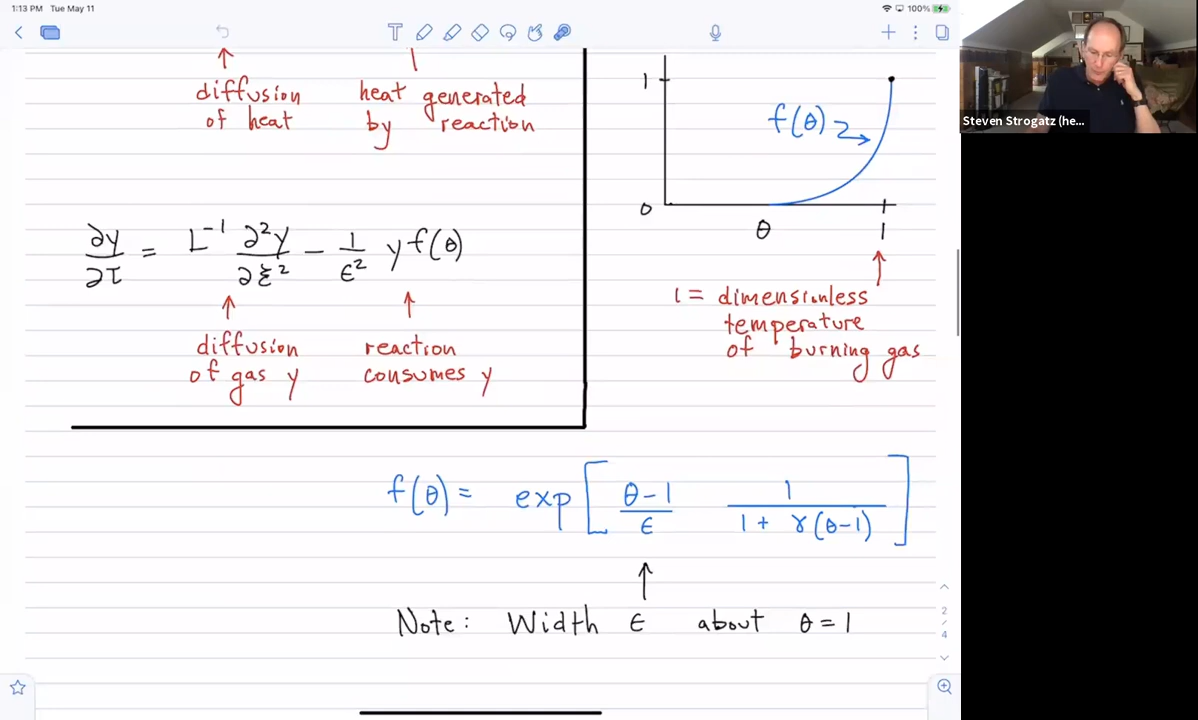 1:13 PM Tue May 11
100%
diffusion
of heat
heat generated
by reaction
∂y/∂τ = L⁻¹ ∂²y/∂ξ² − 1/ϵ² y f(θ)
diffusion
of gas y
reaction
consumes y
1
f(θ)
0
θ
1
1 = dimensionless
temperature
of burning gas
f(θ) = exp [ θ−1/ϵ 1/1 + γ(θ−1) ]
Note: Width ϵ about θ = 1
2
/
4
Steven Strogatz (he...